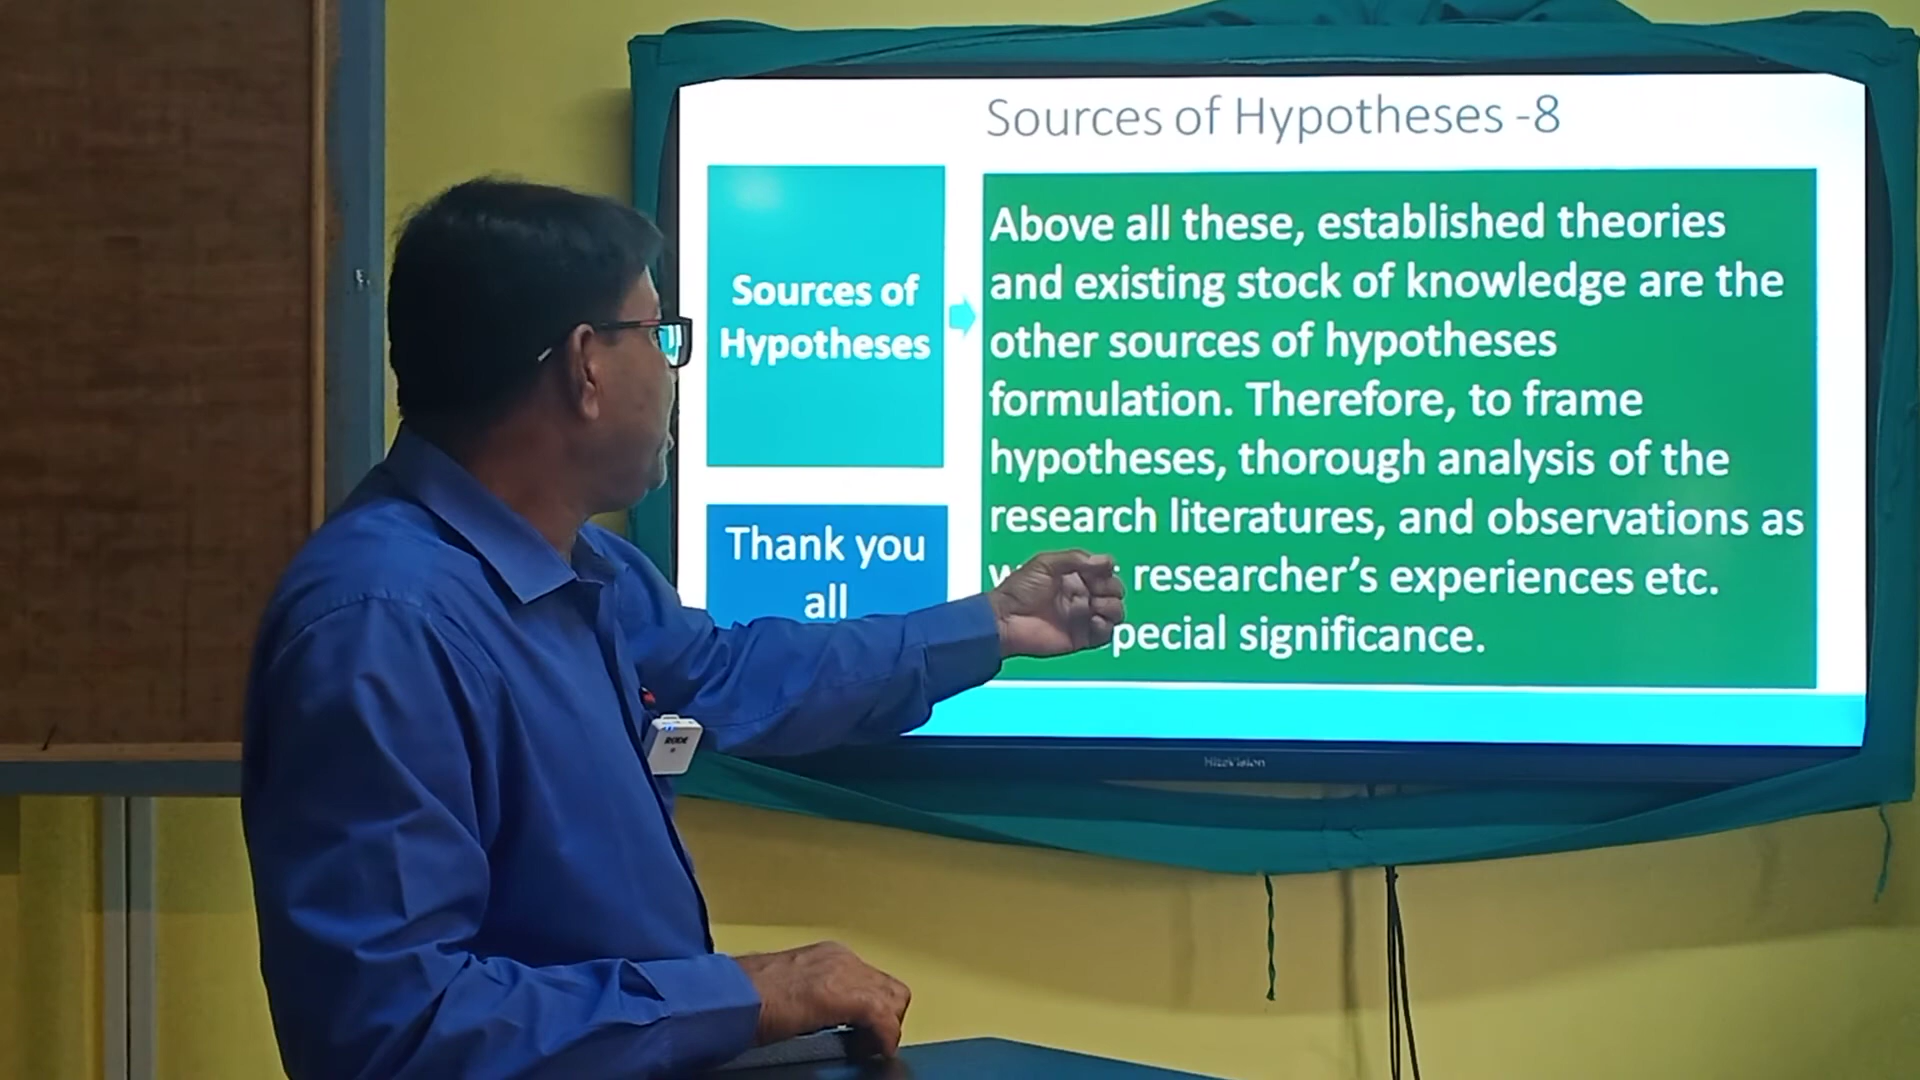 Sources of Hypotheses -8
Sources of
Hypotheses
Thank you
all
Above all these, established theories
and existing stock of knowledge are the
other sources of hypotheses
formulation. Therefore, to frame
hypotheses, thorough analysis of the
research literatures, and observations as
researcher's experiences etc.
significance.
RODE
HiteVision